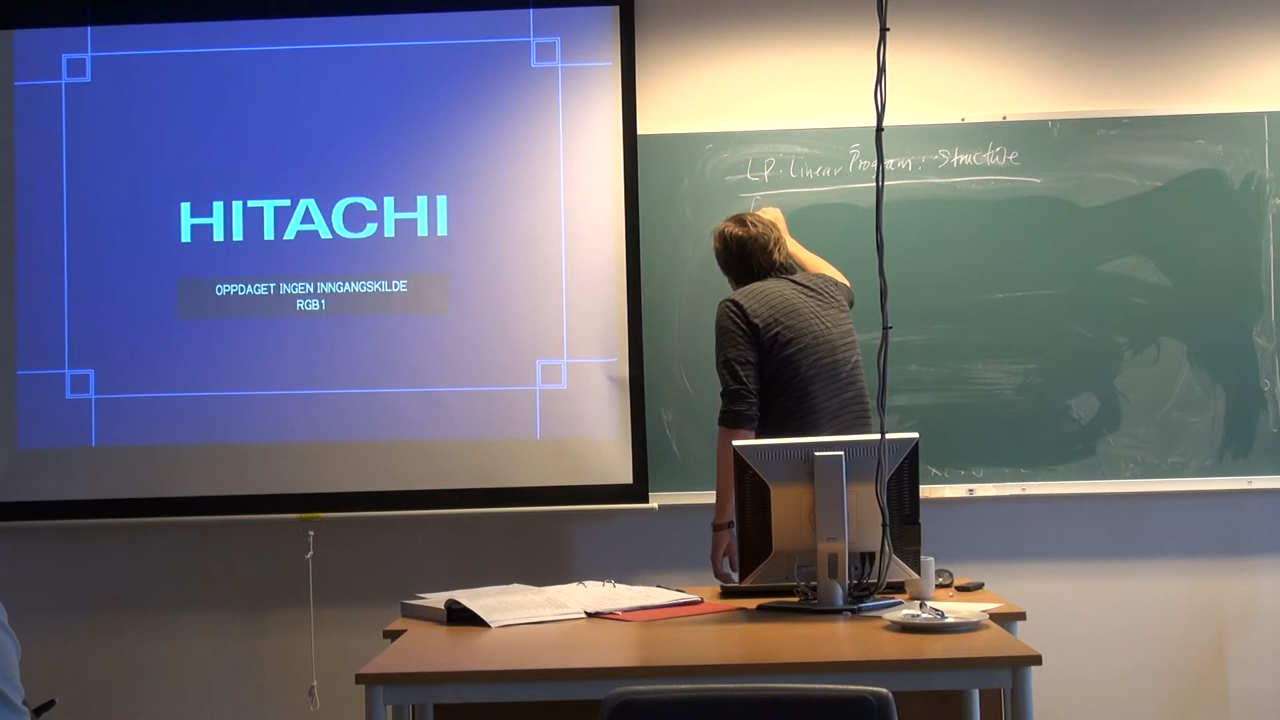 HITACHI
OPPDAGET INGEN INNGANGSKILDE
RGB1
LP: Linear Program: Structure